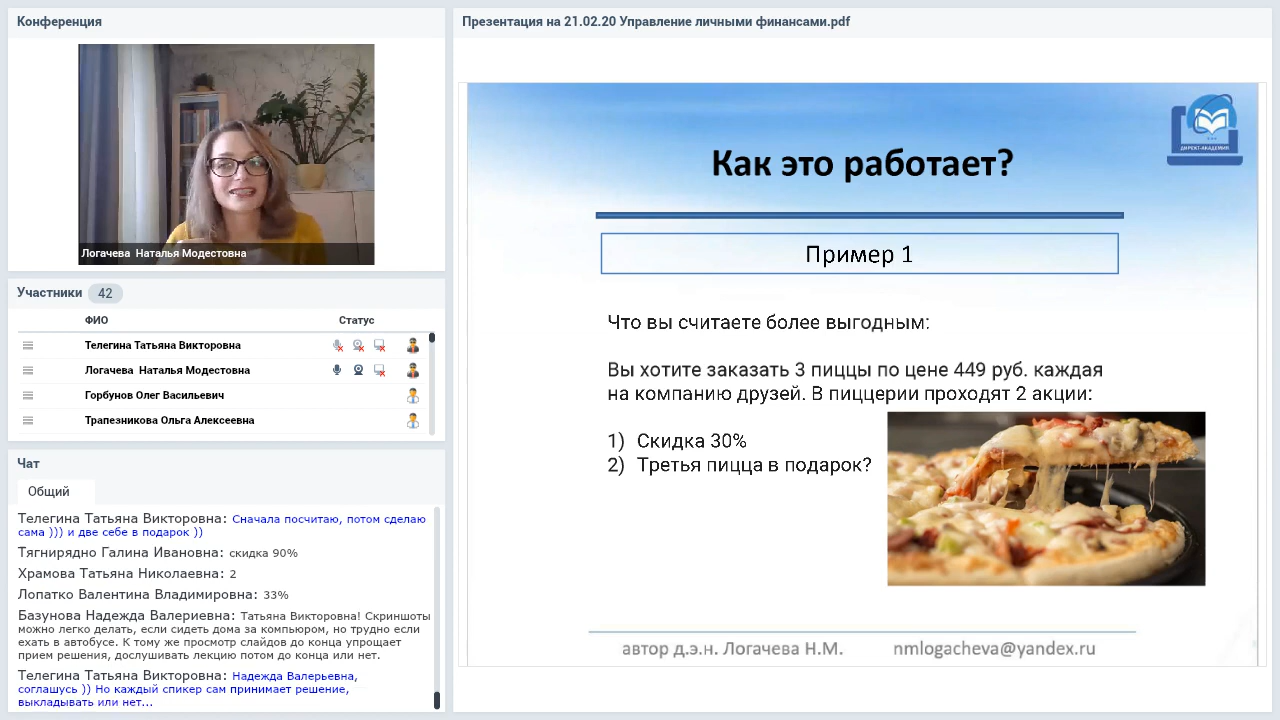 Конференция
Логачева Наталья Модестовна
Участники 42
ФИО Статус
Телегина Татьяна Викторовна
Логачева Наталья Модестовна
Горбунов Олег Васильевич
Трапезникова Ольга Алексеевна
Чат
Общий
Телегина Татьяна Викторовна: Сначала посчитаю, потом сделаю
сама ))) и две себе в подарок ))
Тягнирядно Галина Ивановна: скидка 90%
Храмова Татьяна Николаевна: 2
Лопатко Валентина Владимировна: 33%
Базунова Надежда Валериевна: Татьяна Викторовна! Скриншоты
можно легко делать, если сидеть дома за компьюром, но трудно если
ехать в автобусе. К тому же просмотр слайдов до конца упрощает
прием решения, дослушивать лекцию потом до конца или нет.
Телегина Татьяна Викторовна: Надежда Валерьевна,
соглашусь )) Но каждый спикер сам принимает решение,
выкладывать или нет...
Презентация на 21.02.20 Управление личными финансами.pdf
ДИРЕКТ-АКАДЕМИЯ
Как это работает?
Пример 1
Что вы считаете более выгодным:
Вы хотите заказать 3 пиццы по цене 449 руб. каждая
на компанию друзей. В пиццерии проходят 2 акции:
1) Скидка 30%
2) Третья пицца в подарок?
автор д.э.н. Логачева Н.М. nmlogacheva@yandex.ru